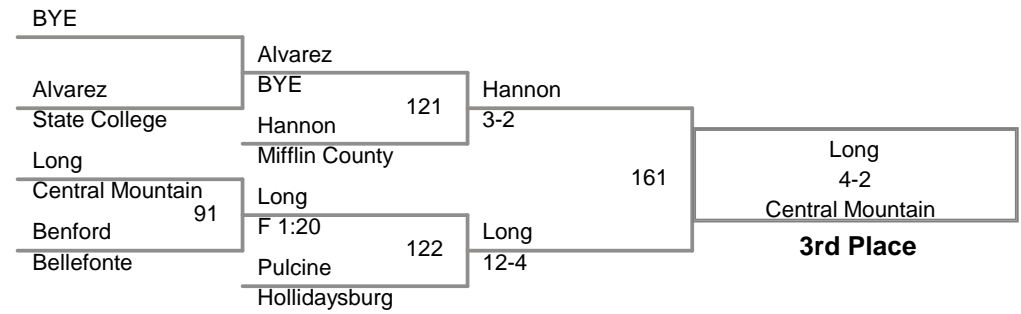 BYE
Alvarez
State College
Long
Central Mountain
91
Benford
Bellefonte
Alvarez
BYE
121
Hannon
Mifflin County
Long
F 1:20
122
Pulcine
Hollidaysburg
Hannon
3-2
161
Long
12-4
Long
4-2
Central Mountain
3rd Place